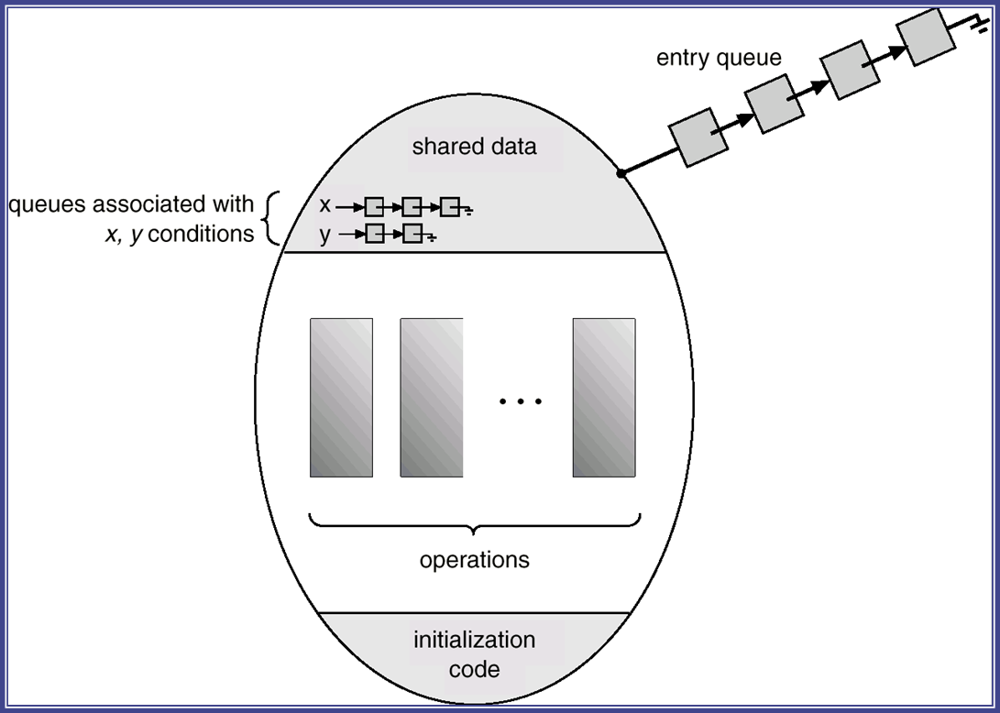 entry queue
shared data
queues associated with
x, y conditions
x
y
...
operations
initialization
code